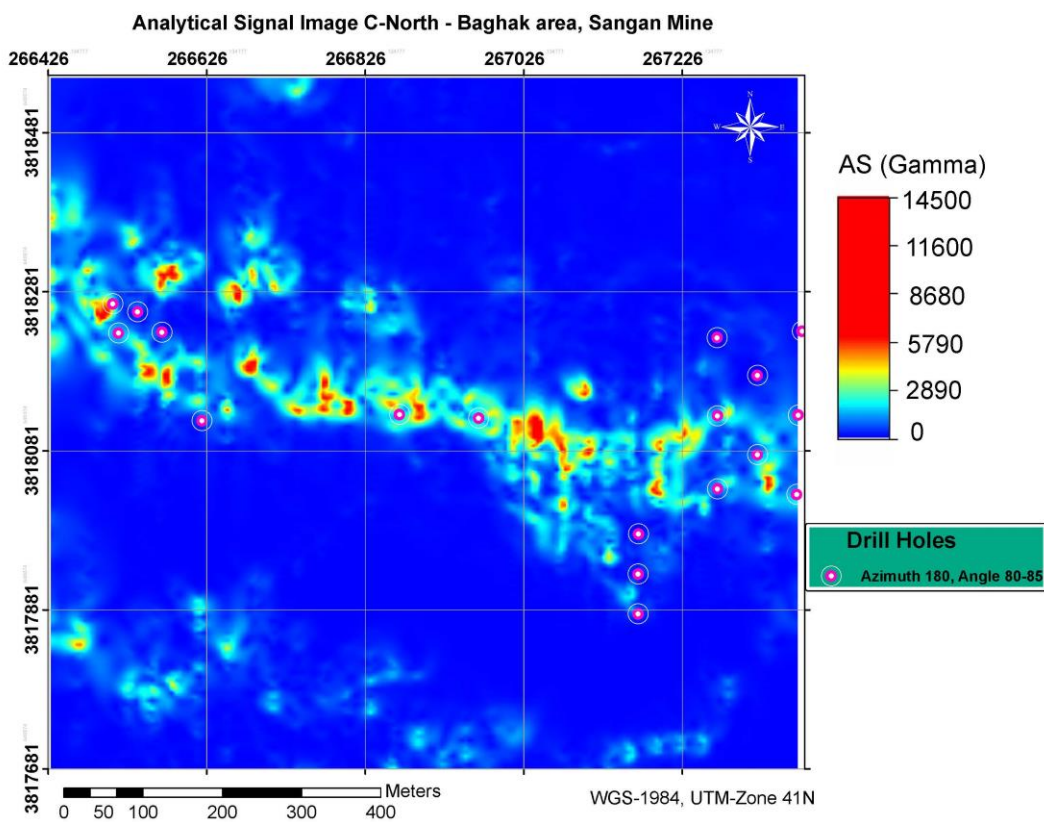 Analytical Signal Image C-North - Baghak area, Sangan Mine
266426 266626 266826 267026 267226
3818481
3818281
3818081
3817881
3817681
N
W E
S
AS (Gamma)
14500
11600
8680
5790
2890
0
Drill Holes
Azimuth 180, Angle 80-85
Meters
0 50 100 200 300 400
WGS-1984, UTM-Zone 41N